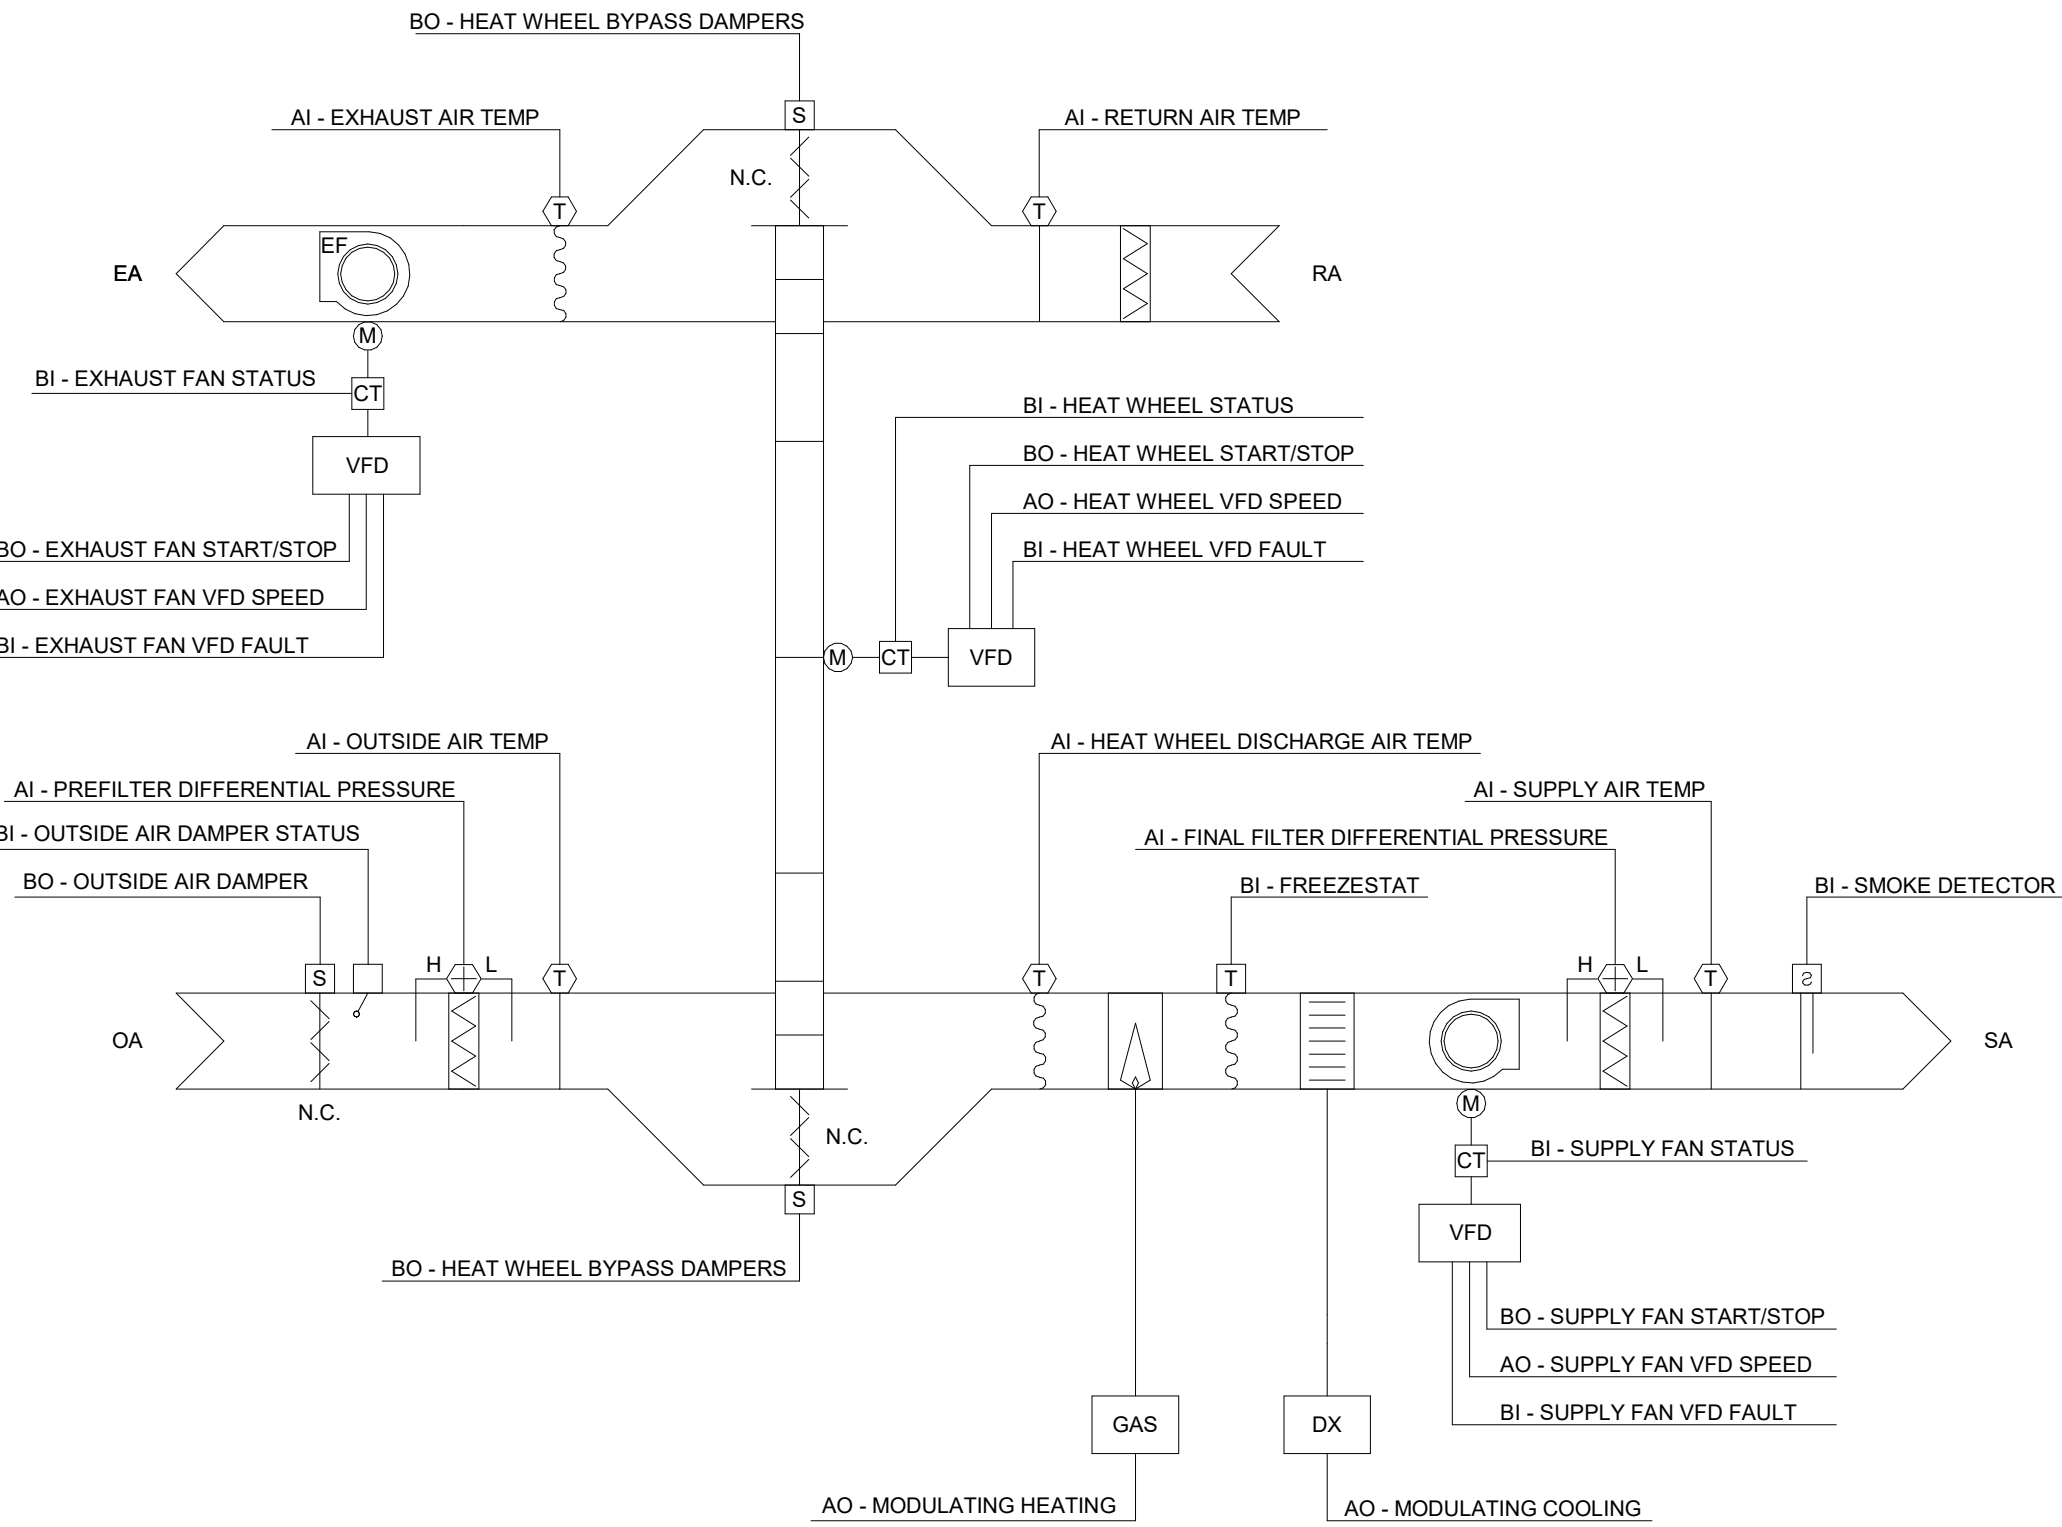 BO - HEAT WHEEL BYPASS DAMPERS
AI - EXHAUST AIR TEMP
S
AI - RETURN AIR TEMP
N.C.
T
T
EF
EA
RA
M
BI - EXHAUST FAN STATUS
CT
VFD
BI - HEAT WHEEL STATUS
BO - HEAT WHEEL START/STOP
AO - HEAT WHEEL VFD SPEED
BI - HEAT WHEEL VFD FAULT
BO - EXHAUST FAN START/STOP
AO - EXHAUST FAN VFD SPEED
BI - EXHAUST FAN VFD FAULT
M
CT
VFD
AI - OUTSIDE AIR TEMP
AI - HEAT WHEEL DISCHARGE AIR TEMP
AI - PREFILTER DIFFERENTIAL PRESSURE
AI - SUPPLY AIR TEMP
BI - OUTSIDE AIR DAMPER STATUS
AI - FINAL FILTER DIFFERENTIAL PRESSURE
BO - OUTSIDE AIR DAMPER
BI - FREEZESTAT
BI - SMOKE DETECTOR
S
H
L
T
T
T
H
L
T
S
OA
SA
N.C.
N.C.
M
BI - SUPPLY FAN STATUS
CT
S
VFD
BO - HEAT WHEEL BYPASS DAMPERS
BO - SUPPLY FAN START/STOP
AO - SUPPLY FAN VFD SPEED
BI - SUPPLY FAN VFD FAULT
GAS
DX
AO - MODULATING HEATING
AO - MODULATING COOLING